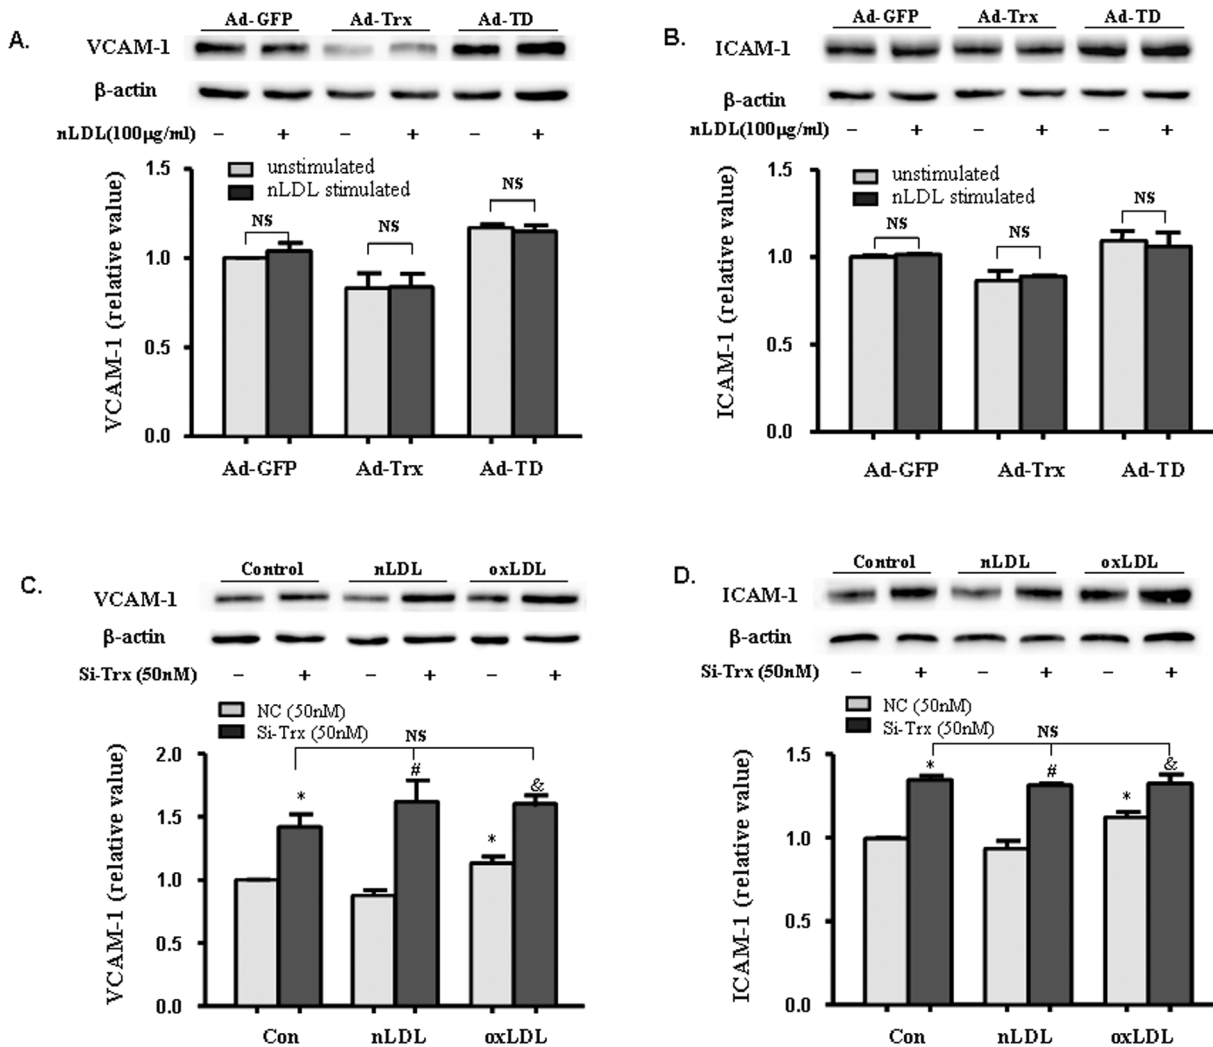 A.
Ad-GFP Ad-Trx Ad-TD
VCAM-1
β-actin
nLDL(100μg/ml) – + – + – +
unstimulated
nLDL stimulated
VCAM-1 (relative value)
1.5
1.0
0.5
0.0
NS NS NS
Ad-GFP Ad-Trx Ad-TD
B.
Ad-GFP Ad-Trx Ad-TD
ICAM-1
β-actin
nLDL(100μg/ml) – + – + – +
unstimulated
nLDL stimulated
ICAM-1 (relative value)
1.5
1.0
0.5
0.0
NS NS NS
Ad-GFP Ad-Trx Ad-TD
C.
Control nLDL oxLDL
VCAM-1
β-actin
Si-Trx (50nM) – + – + – +
NC (50nM)
Si-Trx (50nM)
VCAM-1 (relative value)
2.0
1.5
1.0
0.5
0.0
NS
* # * &
Con nLDL oxLDL
D.
Control nLDL oxLDL
ICAM-1
β-actin
Si-Trx (50nM) – + – + – +
NC (50nM)
Si-Trx (50nM)
ICAM-1 (relative value)
1.5
1.0
0.5
0.0
NS
* # * &
Con nLDL oxLDL